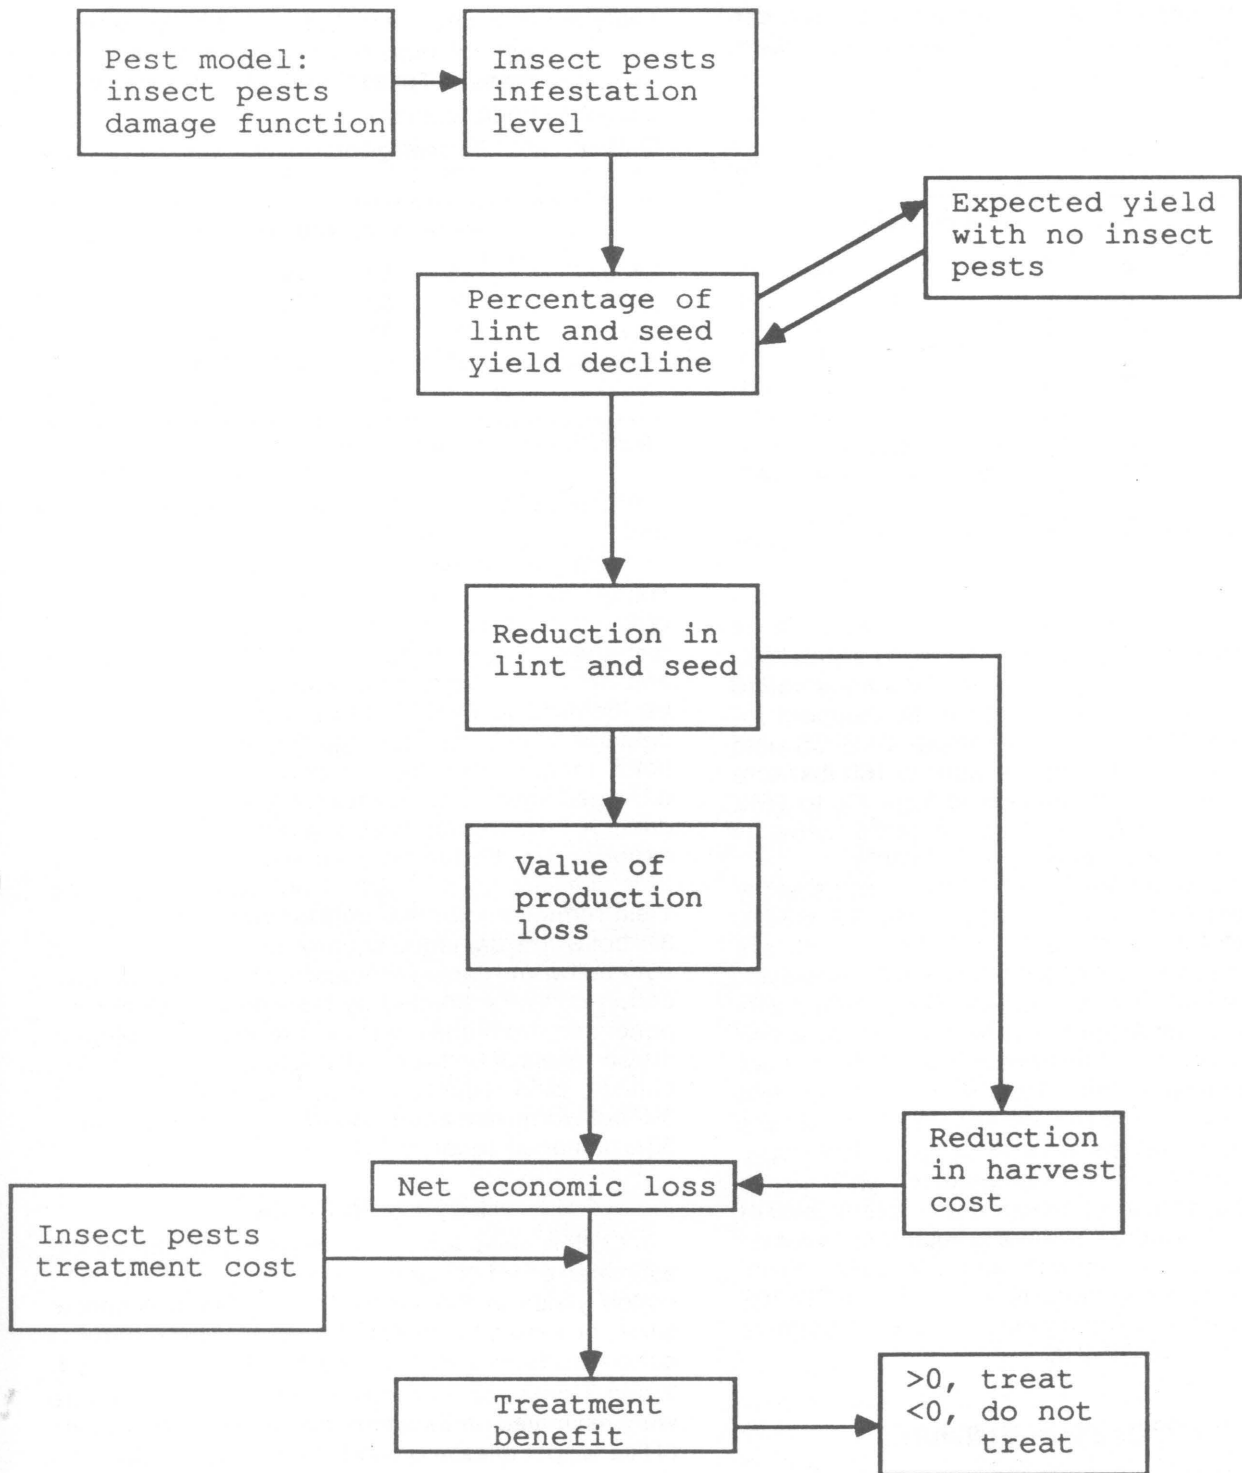 Pest model:
insect pests
damage function
Insect pests
infestation
level
Expected yield
with no insect
pests
Percentage of
lint and seed
yield decline
Reduction in
lint and seed
Value of
production
loss
Reduction
in harvest
cost
Net economic loss
Insect pests
treatment cost
Treatment
benefit
>0, treat
<0, do not
treat